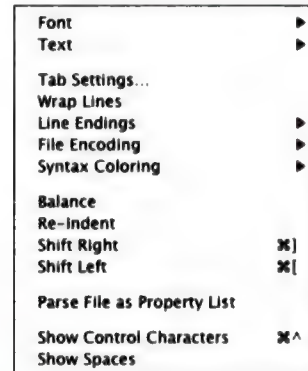 Font
Text
Tab Settings...
Wrap Lines
Line Endings
File Encoding
Syntax Coloring
Balance
Re-Indent
Shift Right ⌘]
Shift Left ⌘[
Parse File as Property List
Show Control Characters ⌘^
Show Spaces